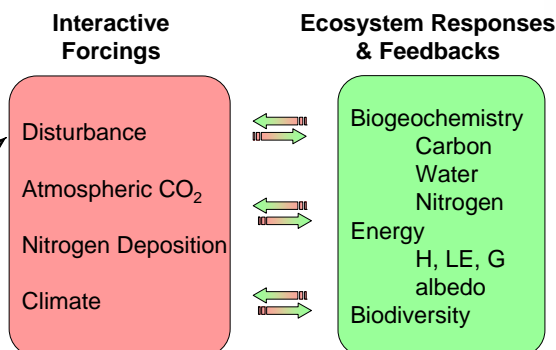 Interactive
Forcings
Disturbance
Atmospheric CO₂
Nitrogen Deposition
Climate
Ecosystem Responses
& Feedbacks
Biogeochemistry
Carbon
Water
Nitrogen
Energy
H, LE, G
albedo
Biodiversity